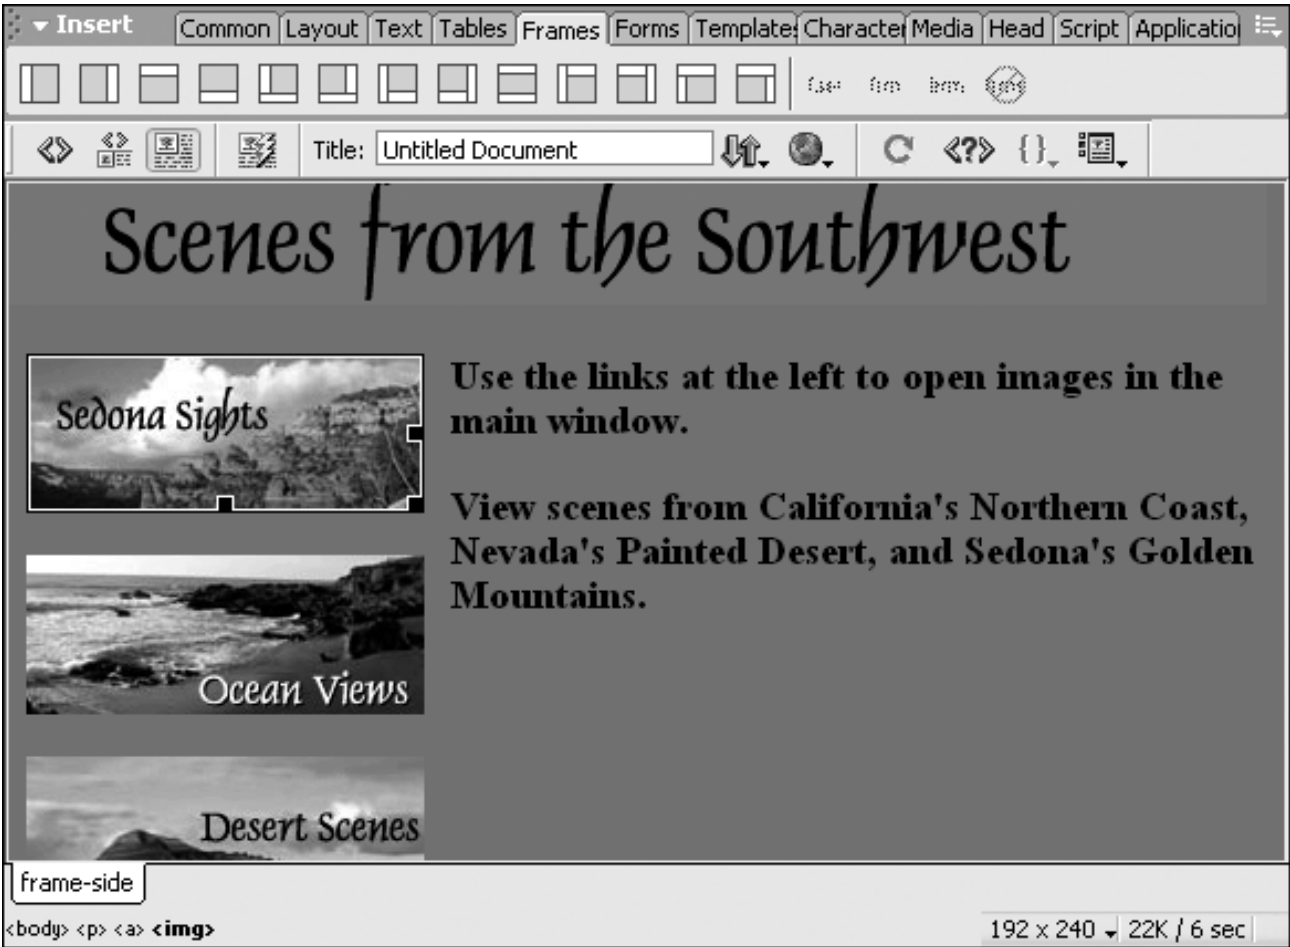 Insert Common Layout Text Tables Frames Forms Template Character Media Head Script Applicatio
Title: Untitled Document
Scenes from the Southwest
Sedona Sights
Use the links at the left to open images in the
main window.
View scenes from California's Northern Coast,
Nevada's Painted Desert, and Sedona's Golden
Mountains.
Ocean Views
Desert Scenes
frame-side
<body> <p> <a> <img> 192 x 240 22K / 6 sec